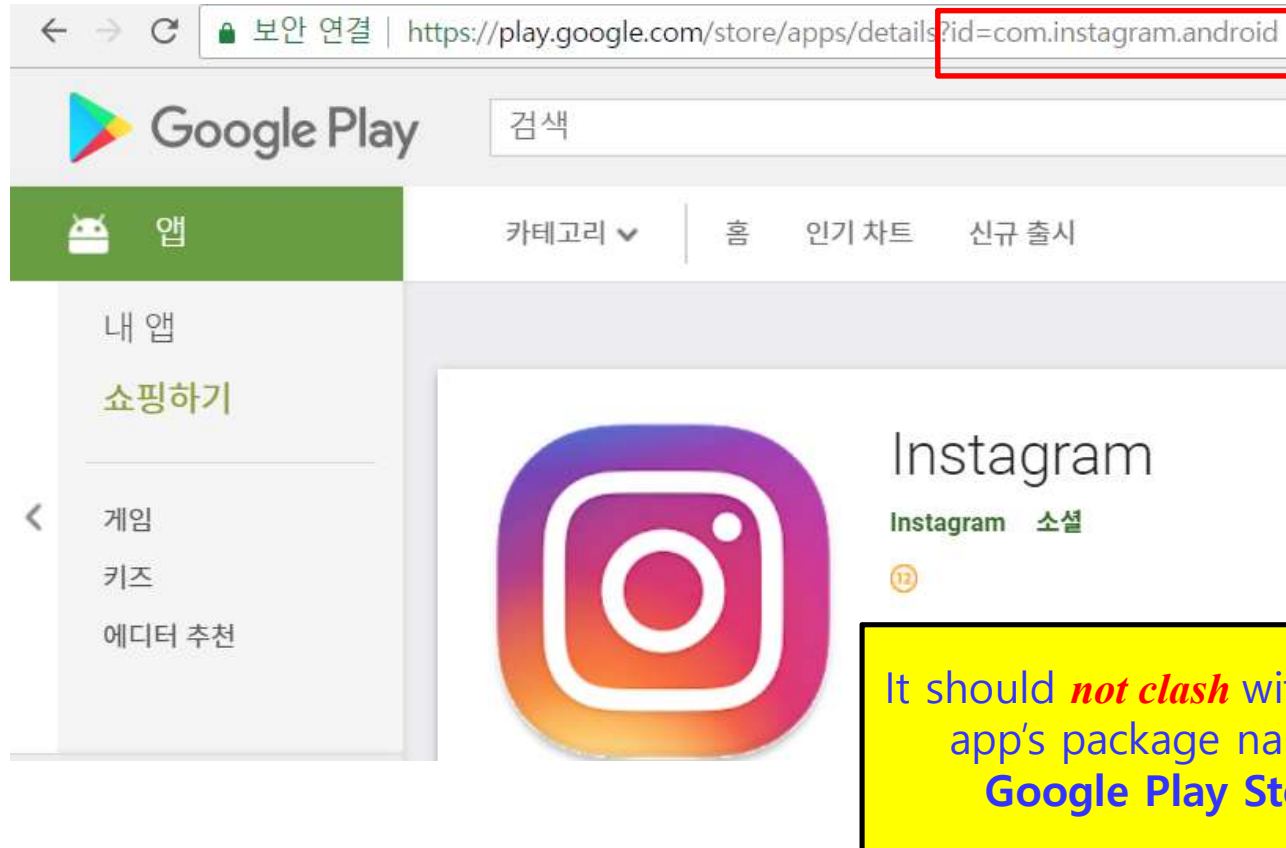 보안 연결 | https://play.google.com/store/apps/details?id=com.instagram.android
Google Play
검색
앱
카테고리
홈
인기 차트
신규 출시
내 앱
쇼핑하기
게임
키즈
에디터 추천
Instagram
Instagram 소셜
12
It should not clash
app's package
Google Play